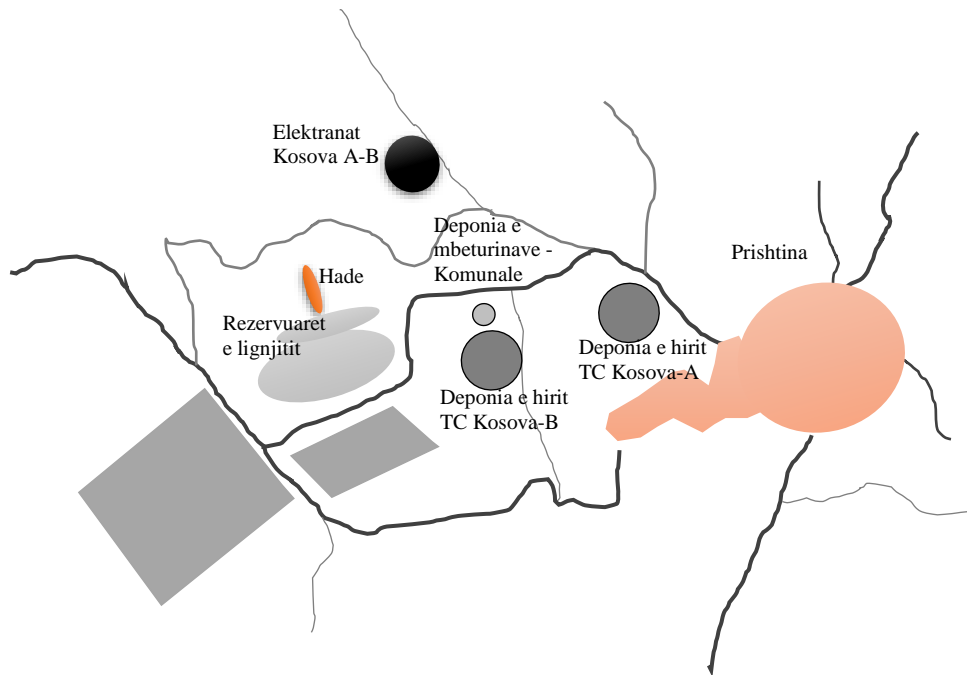 Elektranat
Kosova A-B
Deponia e
mbeturinave -
Komunale
Prishtina
Hade
Rezervuaret
e lignjitit
Deponia e hirit
TC Kosova-A
Deponia e hirit
TC Kosova-B